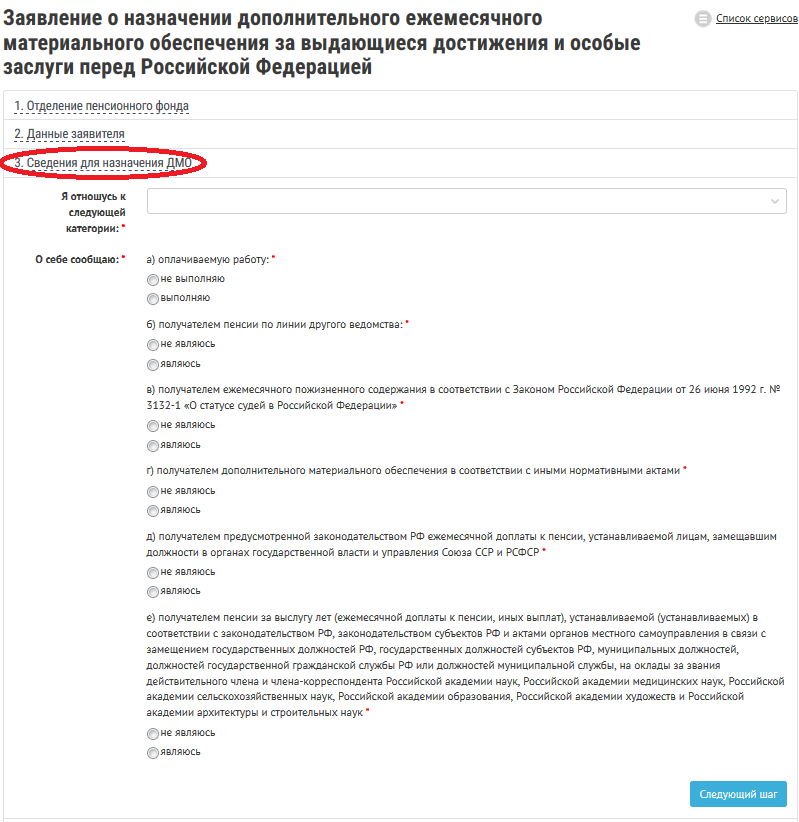 Заявление о назначении дополнительного ежемесячного
материального обеспечения за выдающиеся достижения и особые
заслуги перед Российской Федерацией
Список сервисов
1. Отделение пенсионного фонда
2. Данные заявителя
3. Сведения для назначения ДМО
Я отношусь к
следующей
категории: *
О себе сообщаю: *
а) оплачиваемую работу: *
не выполняю
выполняю
б) получателем пенсии по линии другого ведомства: *
не являюсь
являюсь
в) получателем ежемесячного пожизненного содержания в соответствии с Законом Российской Федерации от 26 июня 1992 г. №
3132-1 «О статусе судей в Российской Федерации» *
не являюсь
являюсь
г) получателем дополнительного материального обеспечения в соответствии с иными нормативными актами *
не являюсь
являюсь
д) получателем предусмотренной законодательством РФ ежемесячной доплаты к пенсии, устанавливаемой лицам, замещавшим
должности в органах государственной власти и управления Союза ССР и РСФСР *
не являюсь
являюсь
е) получателем пенсии за выслугу лет (ежемесячной доплаты к пенсии, иных выплат), устанавливаемой (устанавливаемых) в
соответствии с законодательством РФ, законодательством субъектов РФ и актами органов местного самоуправления в связи с
замещением государственных должностей РФ, государственных должностей субъектов РФ, муниципальных должностей,
должностей государственной гражданской службы РФ или должностей муниципальной службы, на оклады за звания
действительного члена и члена-корреспондента Российской академии наук, Российской академии медицинских наук, Российской
академии сельскохозяйственных наук, Российской академии образования, Российской академии художеств и Российской
академии архитектуры и строительных наук *
не являюсь
являюсь
Следующий шаг